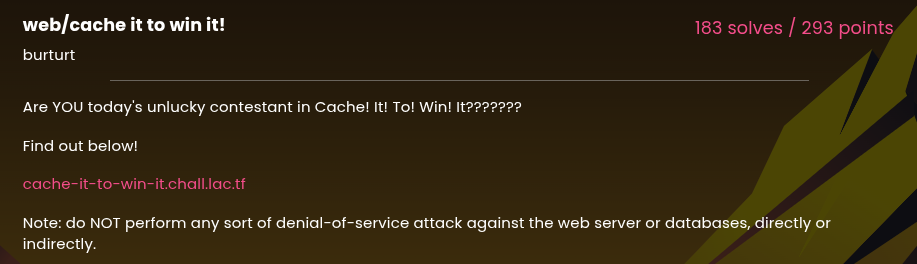 web/cache it to win it!
183 solves / 293 points
burturt
Are YOU today's unlucky contestant in Cache! It! To! Win! It???????
Find out below!
cache-it-to-win-it.chall.lac.tf
Note: do NOT perform any sort of denial-of-service attack against the web server or databases, directly or
indirectly.